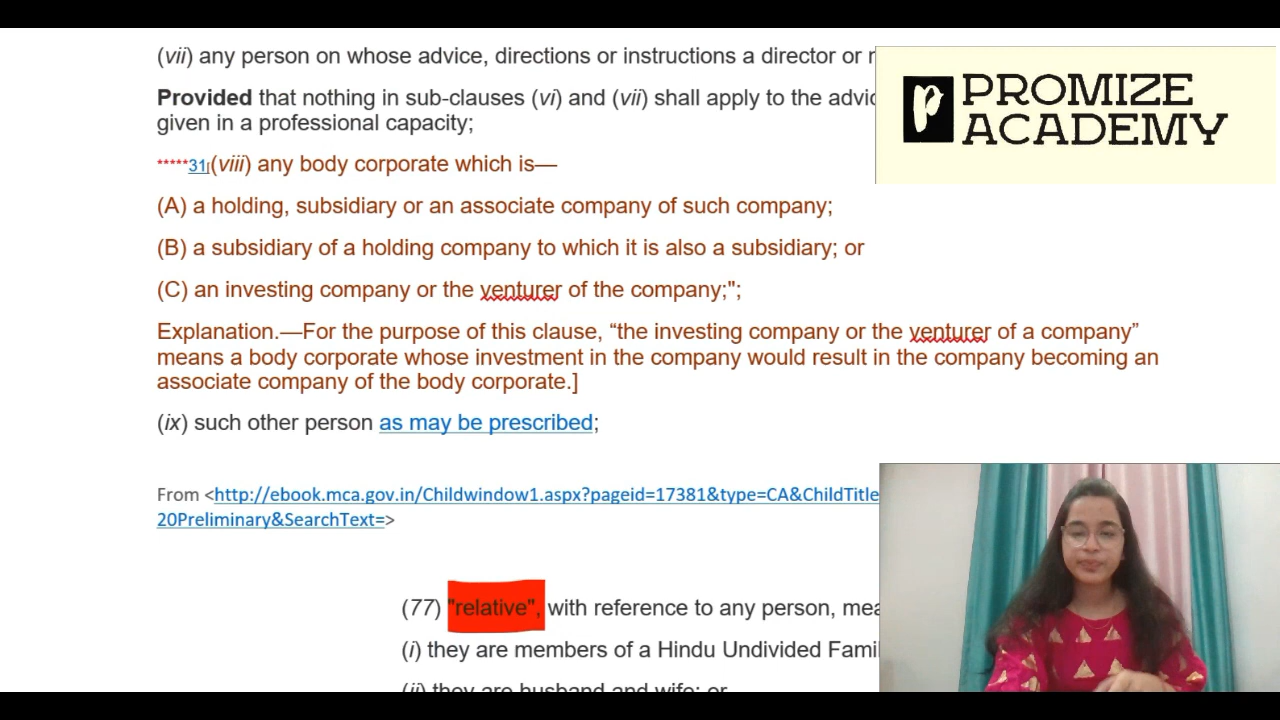 (vii) any person on whose advice, directions or instructions a director or
PROMIZE
ACADEMY
Provided that nothing in sub-clauses (vi) and (vii) shall apply to the
given in a professional capacity;
*****31[(viii) any body corporate which is—
(A) a holding, subsidiary or an associate company of such company;
(B) a subsidiary of a holding company to which it is also a subsidiary; or
(C) an investing company or the venturer of the company;";
Explanation.—For the purpose of this clause, “the investing company or the venturer of a company”
means a body corporate whose investment in the company would result in the company becoming an
associate company of the body corporate.]
(ix) such other person as may be prescribed;
From <http://ebook.mca.gov.in/Childwindow1.aspx?pageid=17381&type=CA&ChildTitle
20Preliminary&SearchText=>
(77) "relative", with reference to any person,
(i) they are members of a Hindu Undivided
(ii) they are husband and wife; or